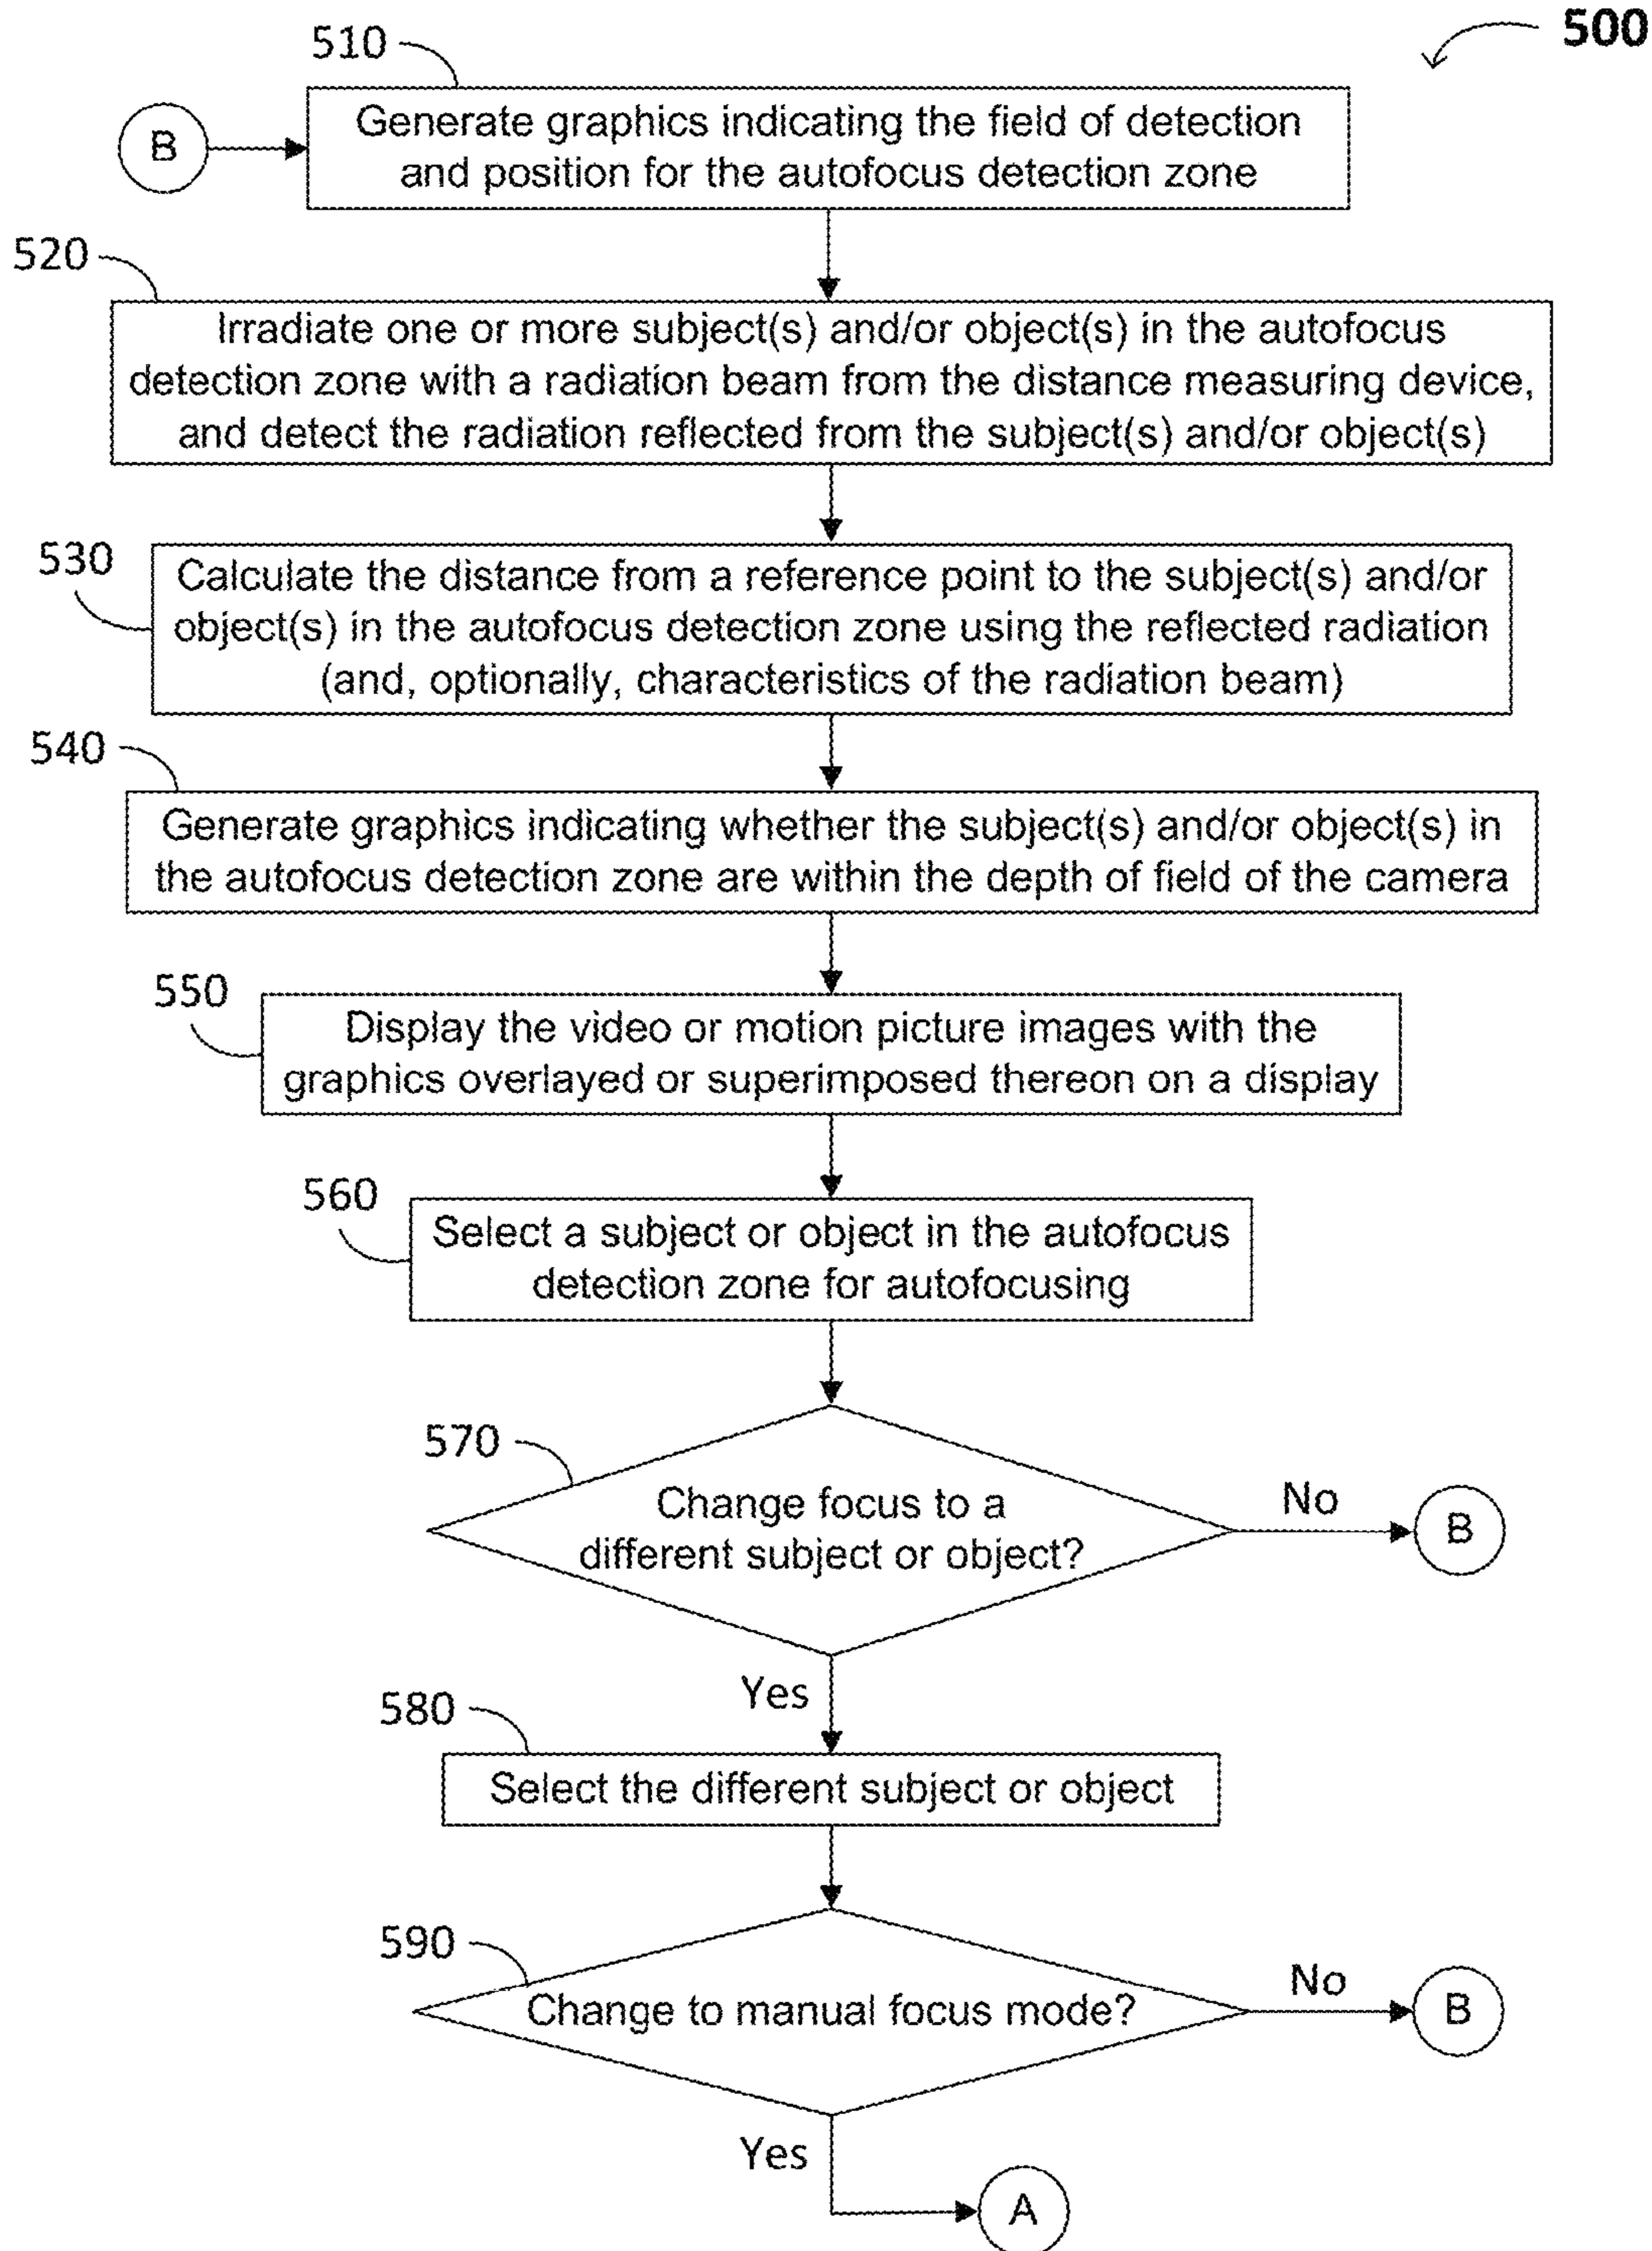 500
510
B
Generate graphics indicating the field of detection
and position for the autofocus detection zone
520
Irradiate one or more subject(s) and/or object(s) in the autofocus
detection zone with a radiation beam from the distance measuring device,
and detect the radiation reflected from the subject(s) and/or object(s)
530
Calculate the distance from a reference point to the subject(s) and/or
object(s) in the autofocus detection zone using the reflected radiation
(and, optionally, characteristics of the radiation beam)
540
Generate graphics indicating whether the subject(s) and/or object(s) in
the autofocus detection zone are within the depth of field of the camera
550
Display the video or motion picture images with the
graphics overlayed or superimposed thereon on a display
560
Select a subject or object in the autofocus
detection zone for autofocusing
570
Change focus to a
different subject or object?
No
B
Yes
580
Select the different subject or object
590
Change to manual focus mode?
No
B
Yes
A